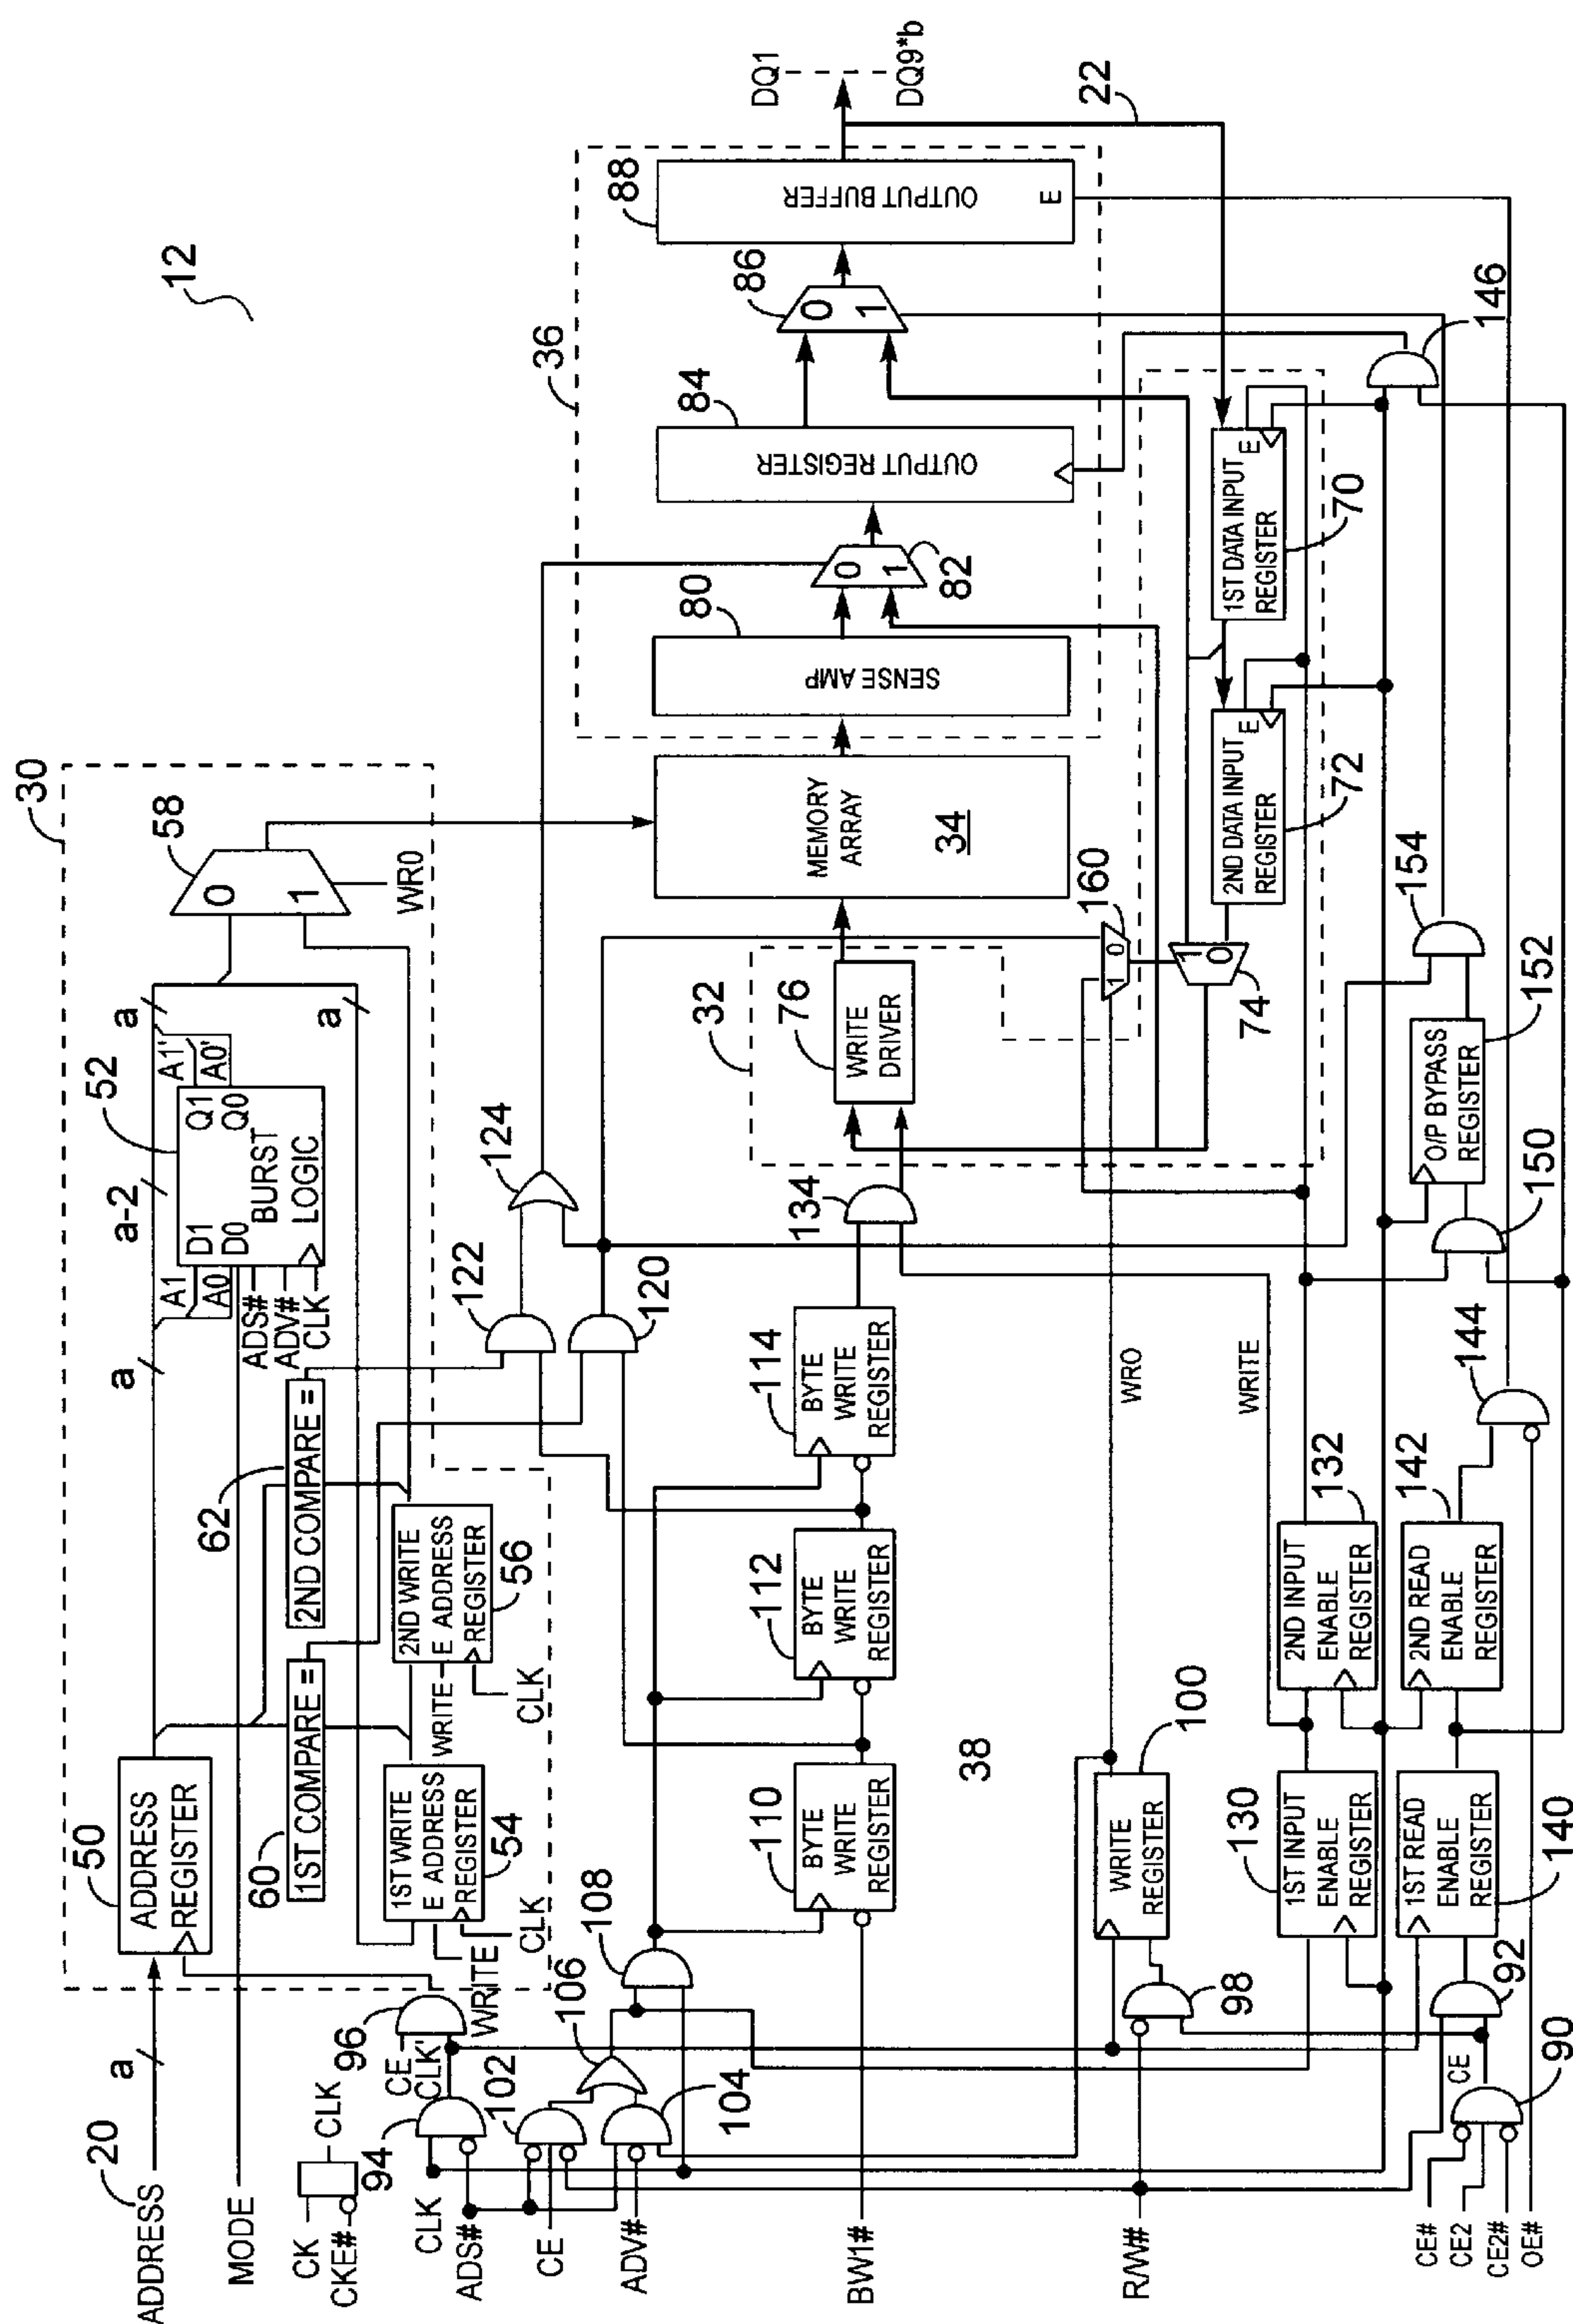 12
30
58
0
1
WR0
a
a
A1'
A0'
52
a-2
D1 Q1
D0 Q0
BURST
LOGIC
A1
A0
ADS#
ADV#
CLK
a
62
2ND COMPARE =
60
1ST COMPARE =
50
ADDRESS
REGISTER
2ND WRITE
E ADDRESS
REGISTER
56
WRITE
CLK
1ST WRITE
E ADDRESS
REGISTER
54
WRITE
CLK
20
ADDRESS
a
MODE
CK
CKE#
CLK
94
96
CE
CLK'
CLK
ADS#
CE
ADV#
102
104
106
108
BW1#
110
BYTE
WRITE
REGISTER
112
BYTE
WRITE
REGISTER
114
BYTE
WRITE
REGISTER
120
122
124
134
38
R/W#
98
100
WRITE
REGISTER
WRO
WRITE
130
1ST INPUT
ENABLE
REGISTER
132
2ND INPUT
ENABLE
REGISTER
140
1ST READ
ENABLE
REGISTER
142
2ND READ
ENABLE
REGISTER
144
CE#
CE2
CE2#
OE#
CE
90
92
150
152
O/P BYPASS
REGISTER
154
146
32
76
WRITE
DRIVER
160
1 0
74
1
0
34
MEMORY
ARRAY
36
80
SENSE AMP
82
0
1
84
OUTPUT REGISTER
86
0
1
88
OUTPUT BUFFER
E
DQ1
DQ9*b
22
70
1ST DATA INPUT
REGISTER
E
72
2ND DATA INPUT
REGISTER
E